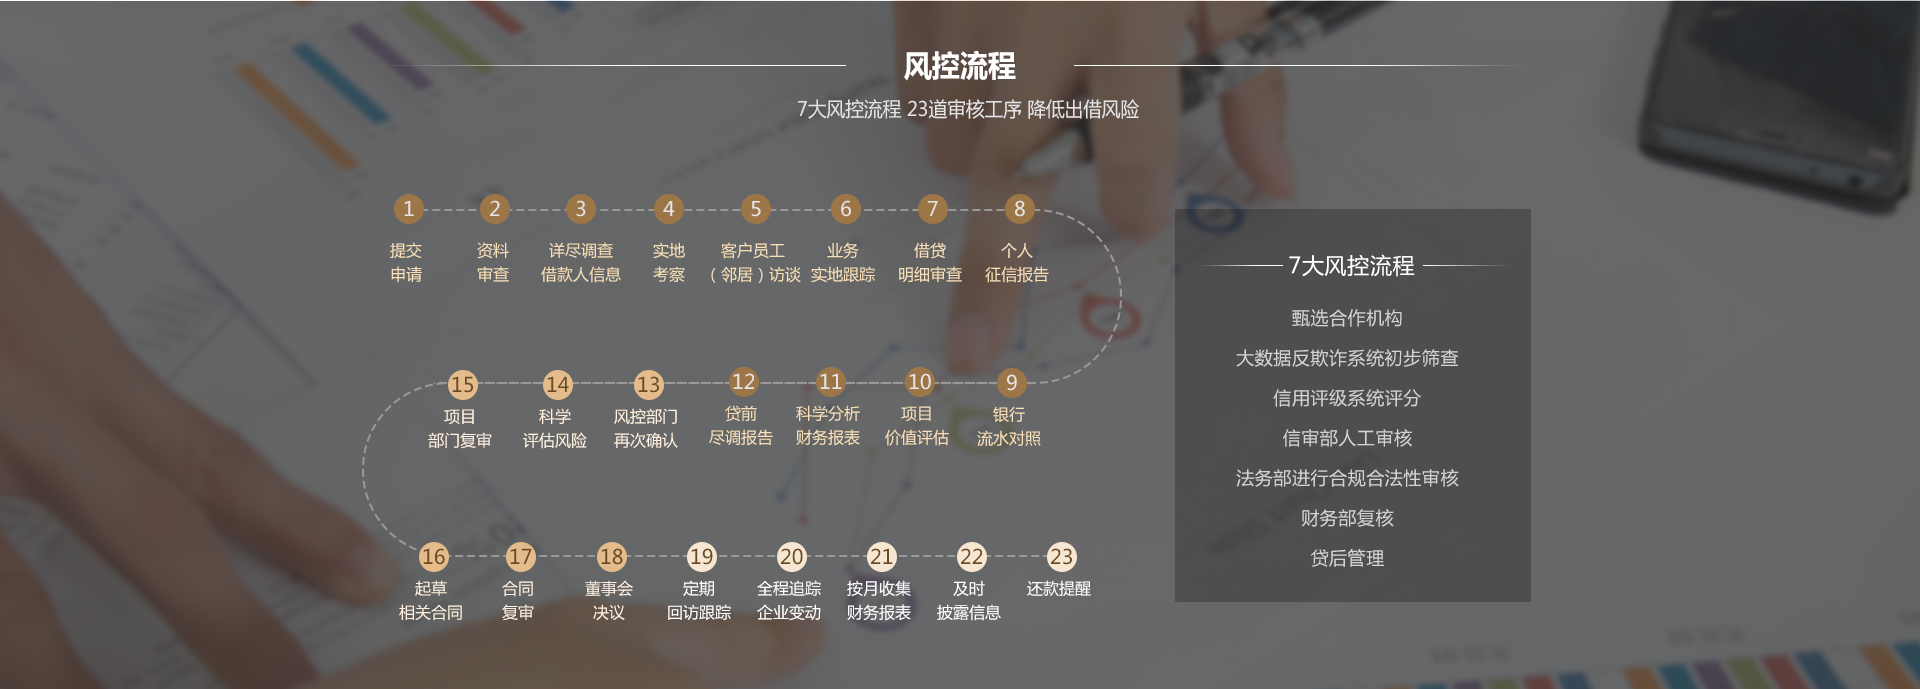 风控流程
7大风控流程 23道审核工序 降低出借风险
1 2 3 4 5 6 7 8
提交 资料 详尽调查 实地 客户员工 业务 借贷 个人
申请 审查 借款人信息 考察 （邻居）访谈 实地跟踪 明细审查 征信报告
15 14 13 12 11 10 9
项目 科学 风控部门 贷前 科学分析 项目 银行
部门复审 评估风险 再次确认 尽调报告 财务报表 价值评估 流水对照
16 17 18 19 20 21 22 23
起草 合同 董事会 定期 全程追踪 按月收集 及时 还款提醒
相关合同 复审 决议 回访跟踪 企业变动 财务报表 披露信息
7大风控流程
甄选合作机构
大数据反欺诈系统初步筛查
信用评级系统评分
信审部人工审核
法务部进行合规合法性审核
财务部复核
贷后管理